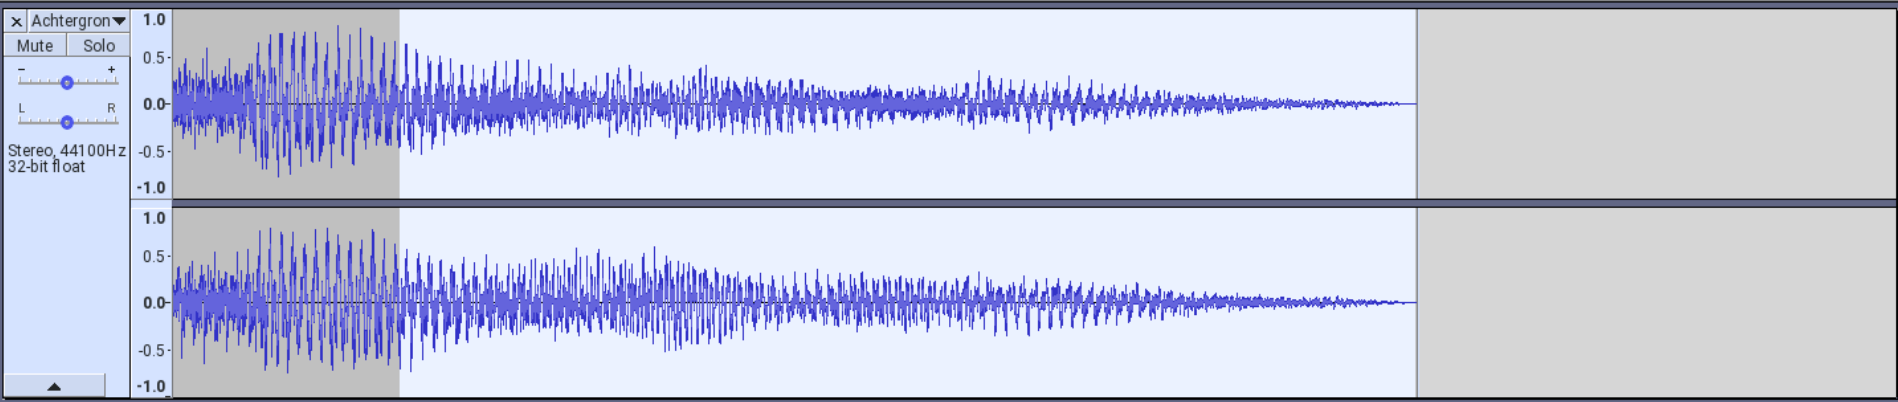 × Achtergron▼
Mute Solo
- +
L R
Stereo, 44100Hz
32-bit float
1.0
0.5-
0.0-
-0.5-
-1.0
1.0
0.5-
0.0-
-0.5-
-1.0